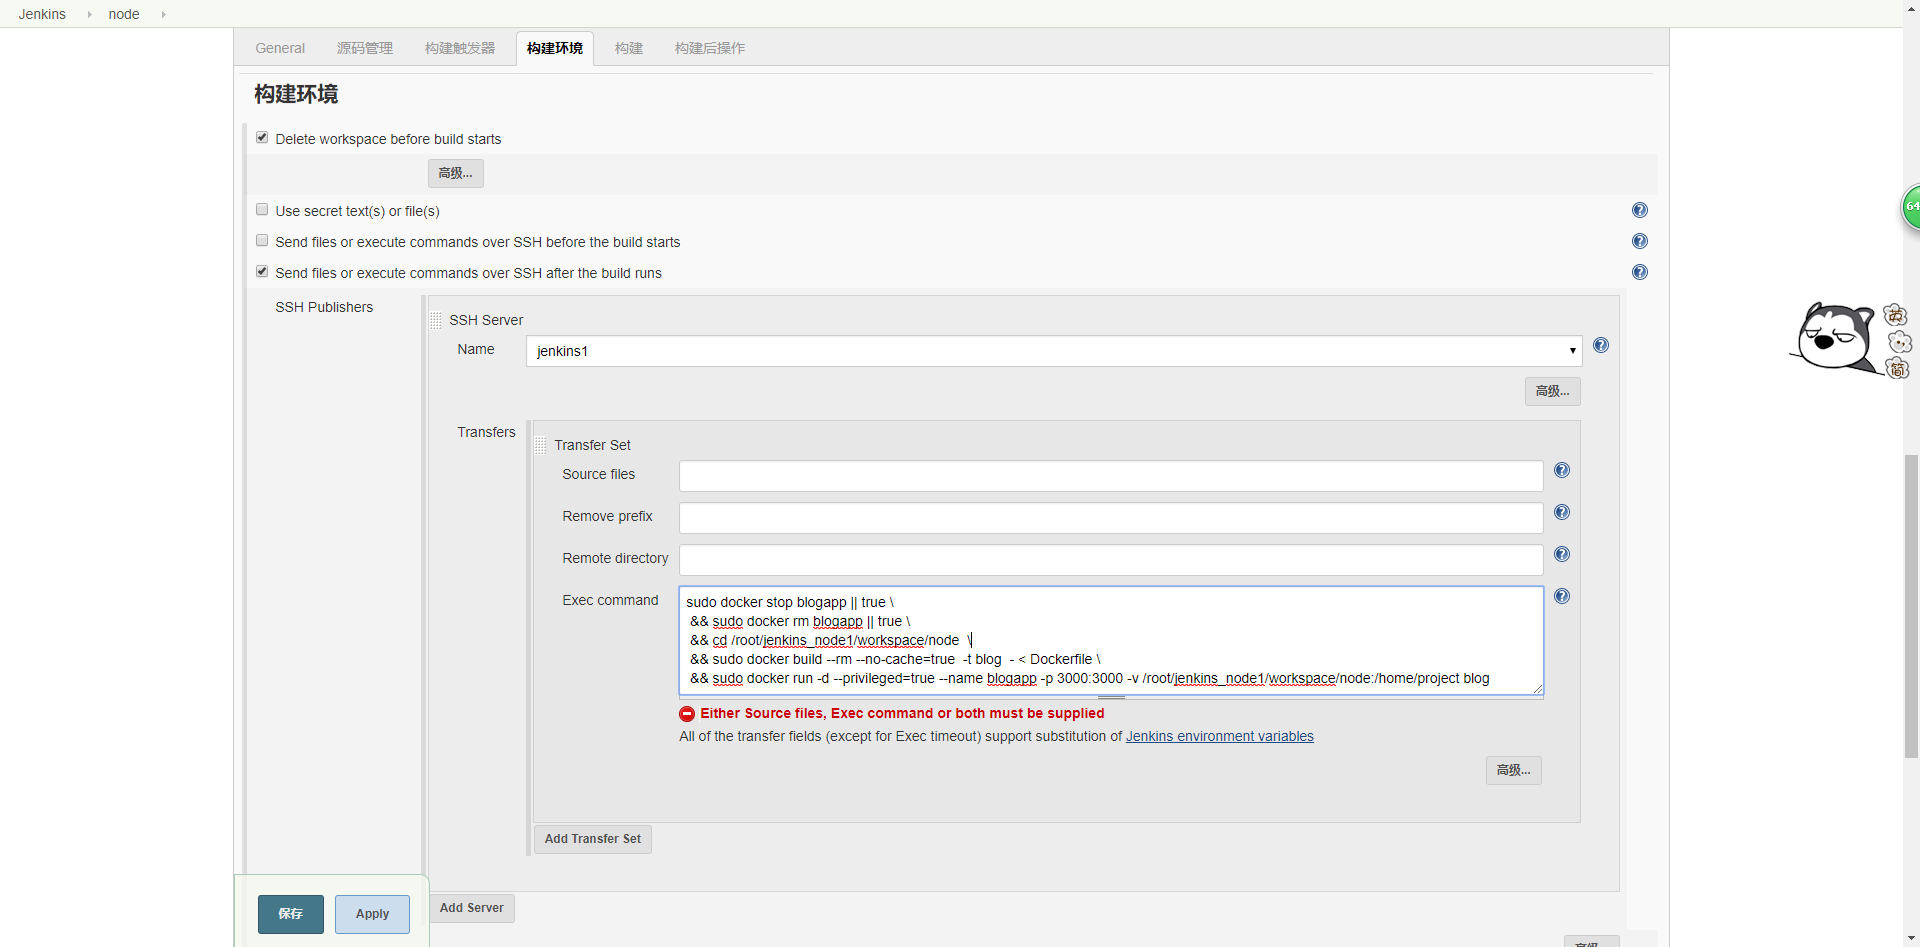 Jenkins node
General 源码管理 构建触发器 构建环境 构建 构建后操作
构建环境
Delete workspace before build starts
高级...
Use secret text(s) or file(s)
Send files or execute commands over SSH before the build starts
Send files or execute commands over SSH after the build runs
SSH Publishers
SSH Server
Name jenkins1
高级...
Transfers
Transfer Set
Source files
Remove prefix
Remote directory
Exec command
sudo docker stop blogapp || true \
&& sudo docker rm blogapp || true \
&& cd /root/jenkins_node1/workspace/node  \
&& sudo docker build --rm --no-cache=true  -t blog  - < Dockerfile \
&& sudo docker run -d --privileged=true --name blogapp -p 3000:3000 -v /root/jenkins_node1/workspace/node:/home/project blog
Either Source files, Exec command or both must be supplied
All of the transfer fields (except for Exec timeout) support substitution of Jenkins environment variables
高级...
Add Transfer Set
Add Server
保存 Apply
高级...
64
英
简